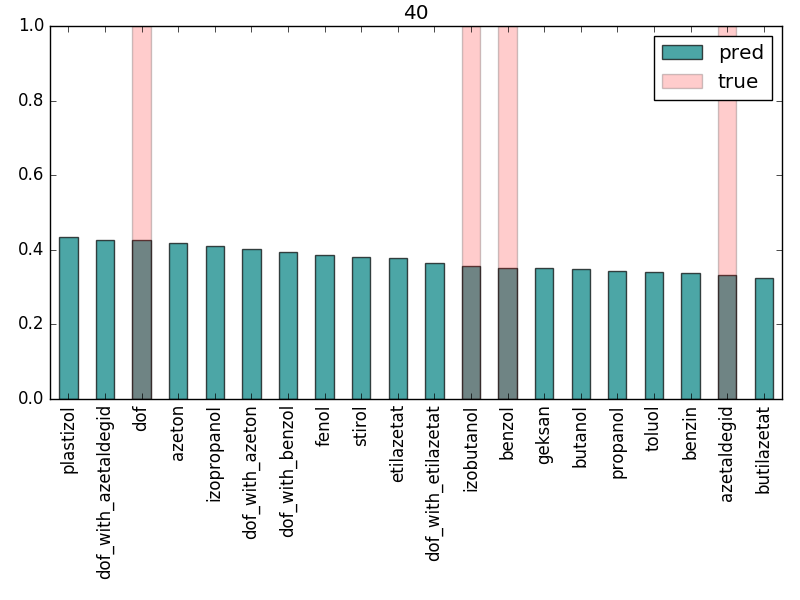 40
1.0
0.8
0.6
0.4
0.2
0.0
pred
true
plastizol
dof_with_azetaldegid
dof
azeton
izopropanol
dof_with_azeton
dof_with_benzol
fenol
stirol
etilazetat
dof_with_etilazetat
izobutanol
benzol
geksan
butanol
propanol
toluol
benzin
azetaldegid
butilazetat